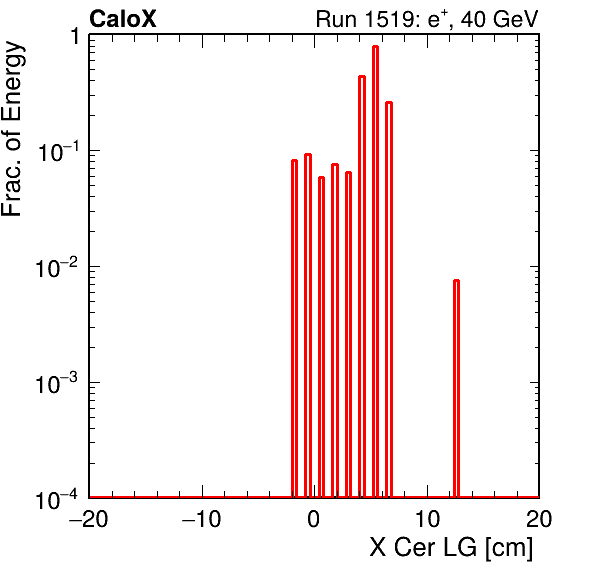 CaloX
Run 1519: e⁺, 40 GeV
Frac. of Energy
1
10⁻¹
10⁻²
10⁻³
10⁻⁴
−20
−10
0
10
20
X Cer LG [cm]